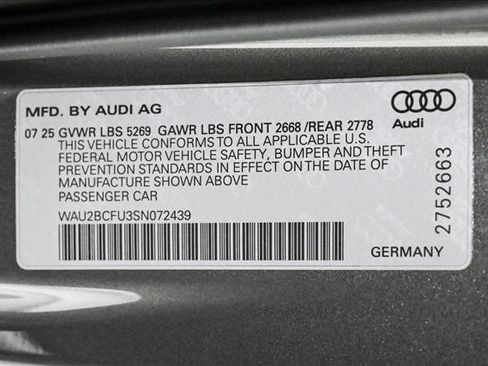 MFD. BY AUDI AG
07 25 GVWR LBS 5269 GAWR LBS FRONT 2668 /REAR 2778
THIS VEHICLE CONFORMS TO ALL APPLICABLE U.S.
FEDERAL MOTOR VEHICLE SAFETY, BUMPER AND THEFT
PREVENTION STANDARDS IN EFFECT ON THE DATE OF
MANUFACTURE SHOWN ABOVE
PASSENGER CAR
WAU2BCFU3SN072439
GERMANY
Audi
2752663